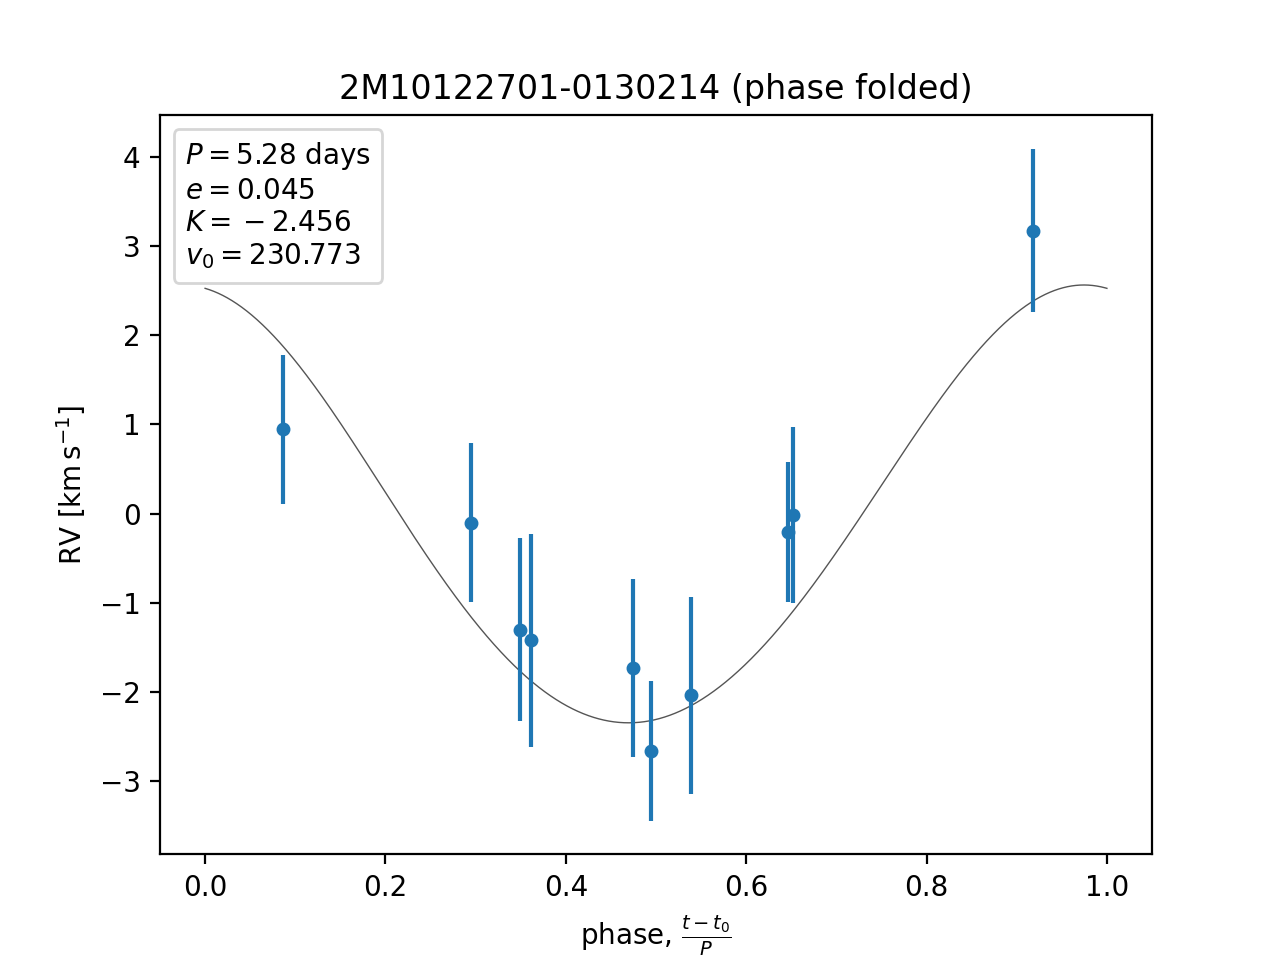 2M10122701-0130214 (phase folded)
P = 5.28 days
e = 0.045
K = −2.456
v₀ = 230.773
4
3
2
1
0
−1
−2
−3
RV [km s⁻¹]
0.0 0.2 0.4 0.6 0.8 1.0
phase, (t − t₀)/P